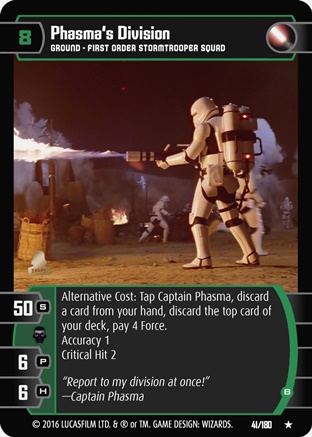 8
Phasma's Division
GROUND - FIRST ORDER STORMTROOPER SQUAD
50 S
6 P
6 H
Alternative Cost: Tap Captain Phasma, discard
a card from your hand, discard the top card of
your deck, pay 4 Force.
Accuracy 1
Critical Hit 2
"Report to my division at once!"
—Captain Phasma
B
© 2016 LUCASFILM LTD. & ® OR TM. GAME DESIGN: WIZARDS.
41/180 ★